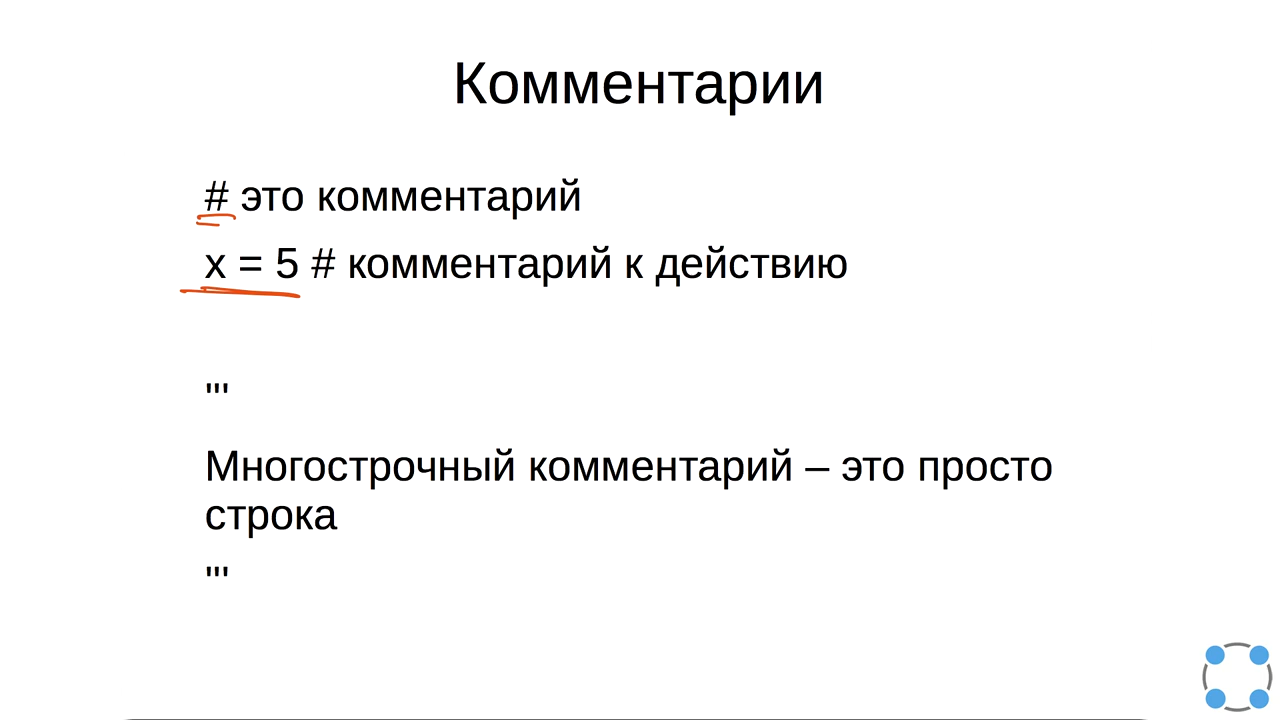 Комментарии
# это комментарий
x = 5 # комментарий к действию
'''
Многострочный комментарий – это просто
строка
'''